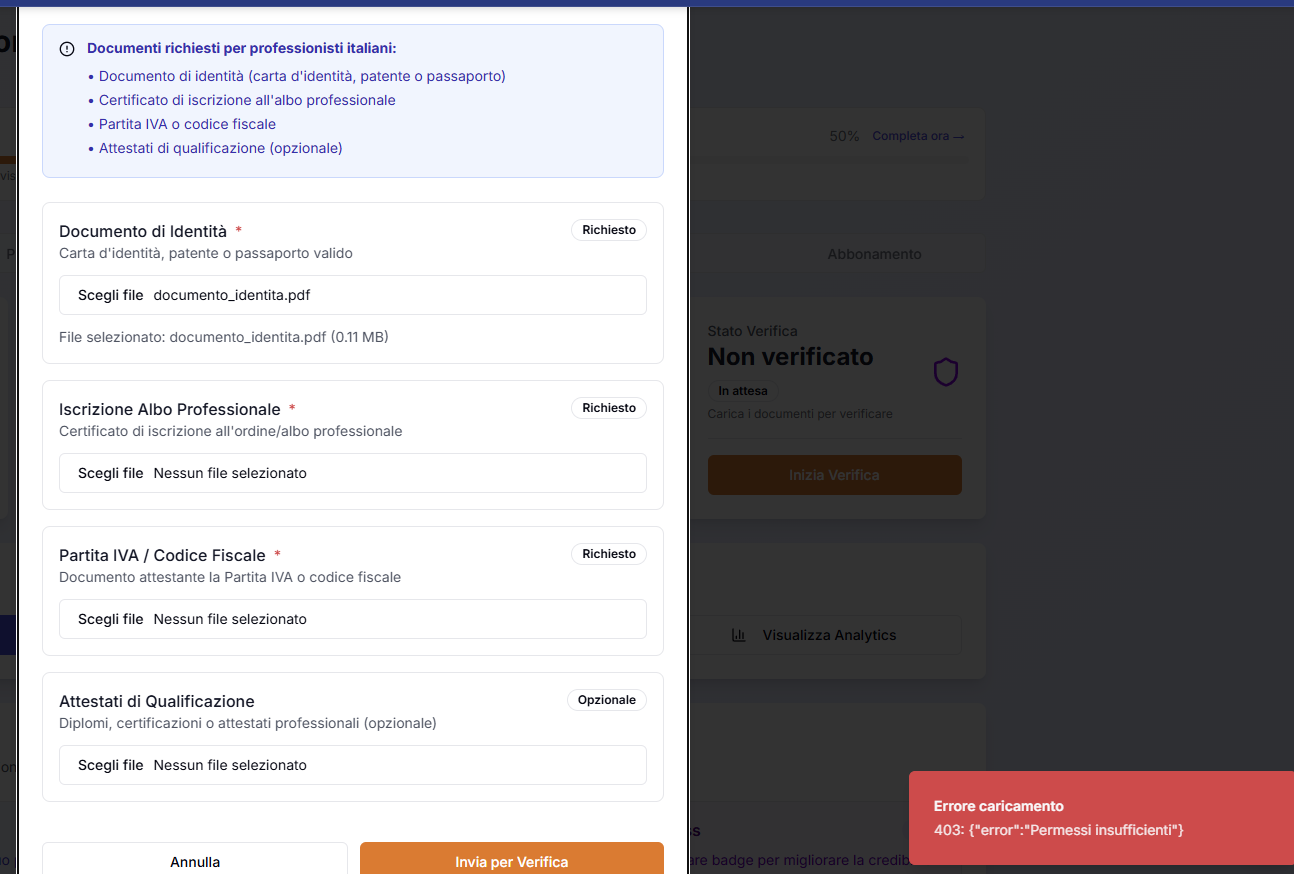 Documenti richiesti per professionisti italiani:
• Documento di identità (carta d'identità, patente o passaporto)
• Certificato di iscrizione all'albo professionale
• Partita IVA o codice fiscale
• Attestati di qualificazione (opzionale)
50% Completa ora →
Documento di Identità *
Richiesto
Carta d'identità, patente o passaporto valido
Scegli file documento_identita.pdf
File selezionato: documento_identita.pdf (0.11 MB)
Abbonamento
Stato Verifica
Non verificato
In attesa
Carica i documenti per verificare
Inizia Verifica
Iscrizione Albo Professionale *
Richiesto
Certificato di iscrizione all'ordine/albo professionale
Scegli file Nessun file selezionato
Partita IVA / Codice Fiscale *
Richiesto
Documento attestante la Partita IVA o codice fiscale
Scegli file Nessun file selezionato
Visualizza Analytics
Attestati di Qualificazione
Opzionale
Diplomi, certificazioni o attestati professionali (opzionale)
Scegli file Nessun file selezionato
Annulla
Invia per Verifica
badge per migliorare la
Errore caricamento
403: {"error":"Permessi insufficienti"}